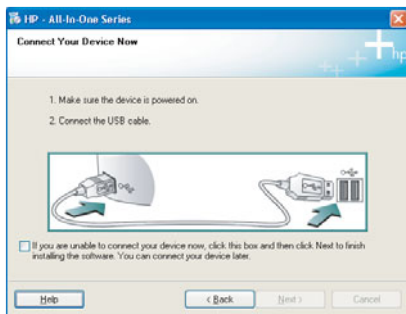 HP - All-In-One Series
Connect Your Device Now
hp
1. Make sure the device is powered on.
2. Connect the USB cable.
If you are unable to connect your device now, click this box and then click Next to finish
installing the software. You can connect your device later.
Help
< Back
Next >
Cancel